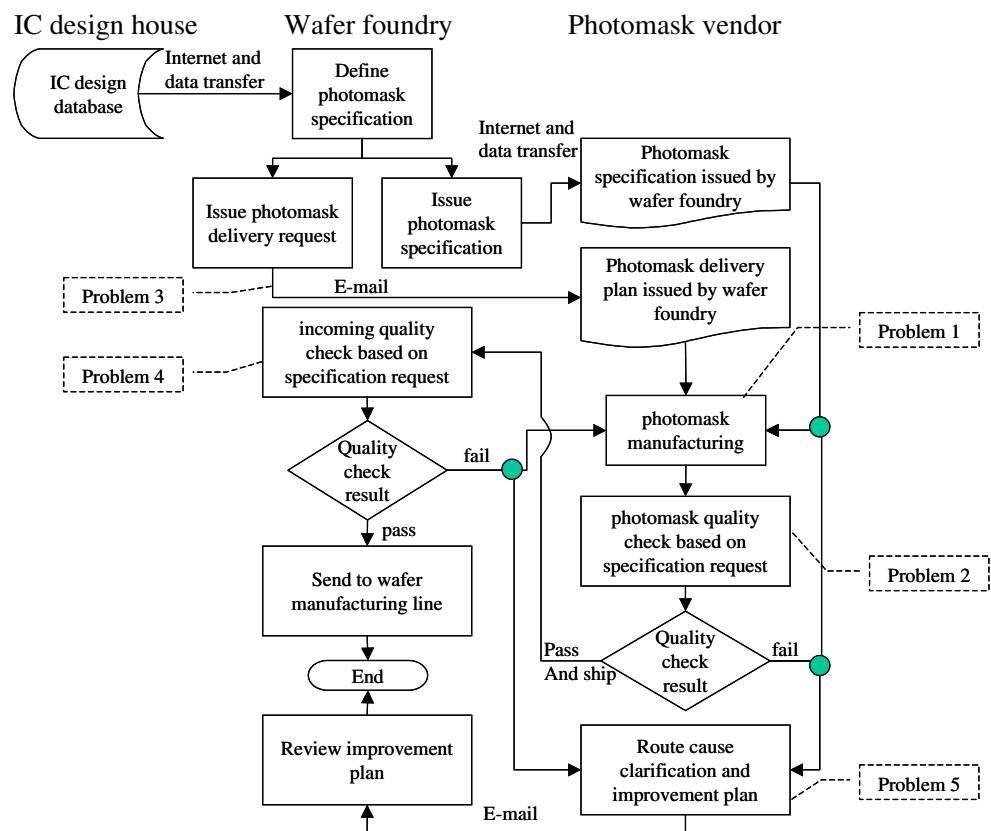 IC design house
Wafer foundry
Photomask vendor
IC design
database
Internet and
data transfer
Define
photomask
specification
Internet and
data transfer
Issue photomask
delivery request
Issue
photomask
specification
Photomask
specification issued by
wafer foundry
Problem 3
E-mail
Photomask delivery
plan issued by wafer
foundry
Problem 1
incoming quality
check based on
specification request
Problem 4
photomask
manufacturing
Quality
check
result
fail
pass
photomask quality
check based on
specification request
Problem 2
Send to wafer
manufacturing line
Quality
check
result
Pass
And ship
fail
End
Review improvement
plan
Route cause
clarification and
improvement plan
Problem 5
E-mail